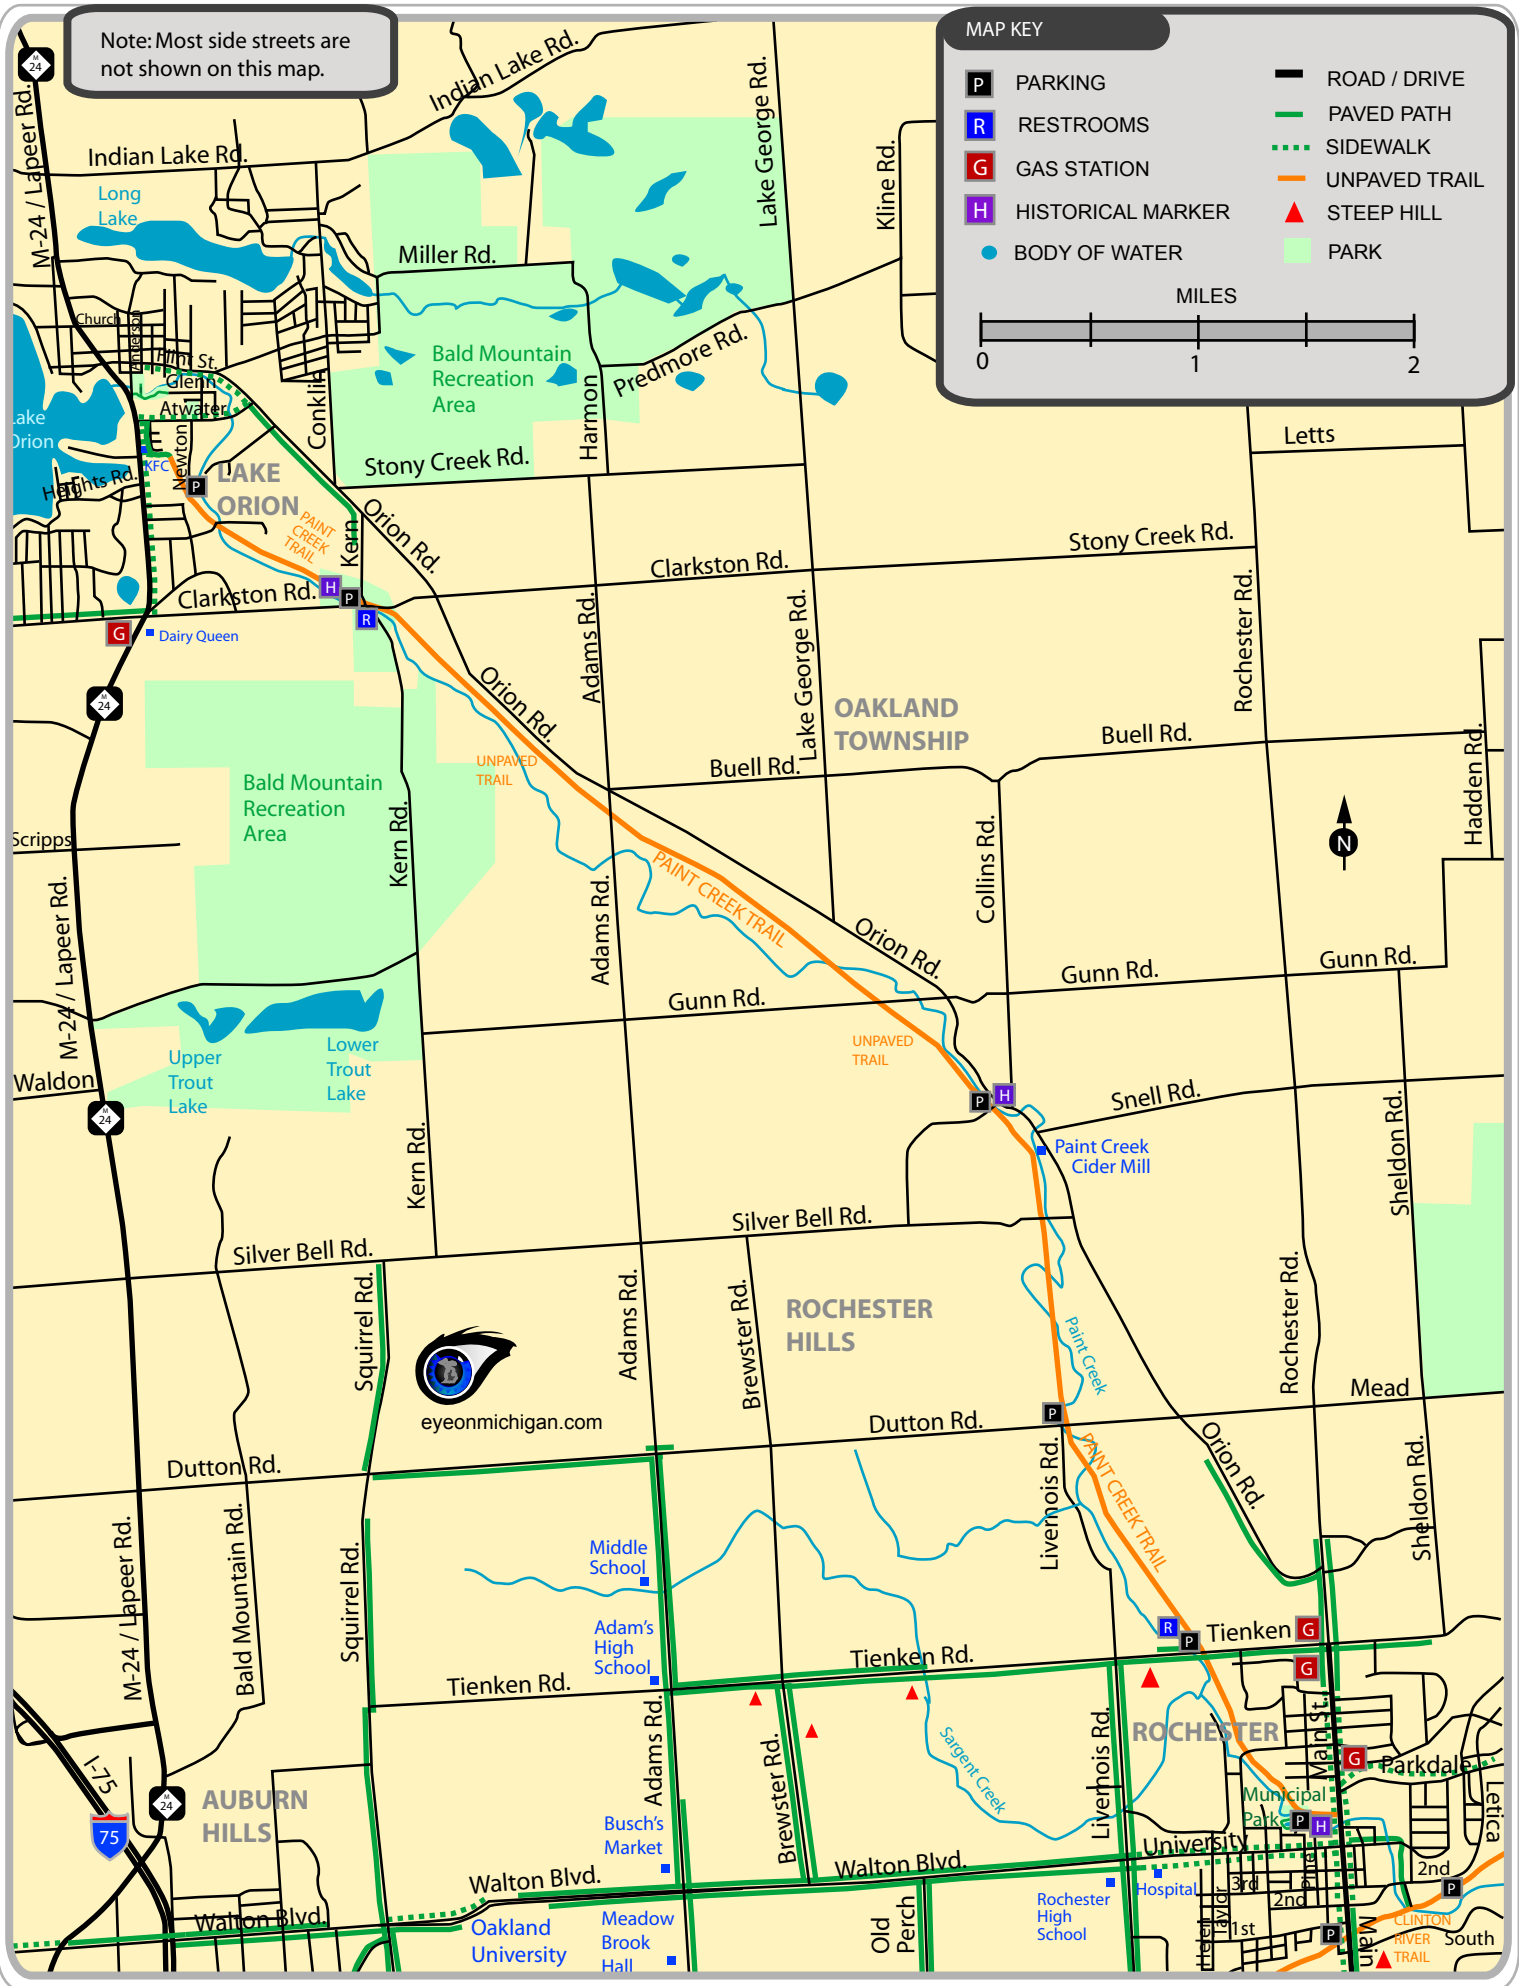 Note: Most side streets are
not shown on this map.
MAP KEY
P PARKING
R RESTROOMS
G GAS STATION
H HISTORICAL MARKER
BODY OF WATER
ROAD / DRIVE
PAVED PATH
SIDEWALK
UNPAVED TRAIL
STEEP HILL
PARK
MILES
0 1 2
M
24
M-24 / Lapeer Rd.
Indian Lake Rd.
Indian Lake Rd.
Lake George Rd.
Kline Rd.
Long
Lake
Miller Rd.
Church
Anderson
Flint St.
Glenn
Atwater
Conklin
Bald Mountain
Recreation
Area
Harmon
Predmore Rd.
Lake
Orion
KFC
Newton
Heights Rd.
P
LAKE
ORION
Stony Creek Rd.
Letts
PAINT
CREEK
TRAIL
Kern
Orion Rd.
Stony Creek Rd.
Clarkston Rd.
Clarkston Rd.
H
P
R
G
Dairy Queen
Adams Rd.
Lake George Rd.
Rochester Rd.
M
24
Orion Rd.
OAKLAND
TOWNSHIP
Buell Rd.
Buell Rd.
Hadden Rd.
UNPAVED
TRAIL
Bald Mountain
Recreation
Area
Scripps
Kern Rd.
N
PAINT CREEK TRAIL
Collins Rd.
M-24 / Lapeer Rd.
Adams Rd.
Orion Rd.
Gunn Rd.
Gunn Rd.
Gunn Rd.
Upper
Trout
Lake
Lower
Trout
Lake
UNPAVED
TRAIL
Waldon
M
24
P
H
Snell Rd.
Sheldon Rd.
Kern Rd.
Paint Creek
Cider Mill
Silver Bell Rd.
Silver Bell Rd.
Squirrel Rd.
Adams Rd.
Brewster Rd.
ROCHESTER
HILLS
Paint Creek
Rochester Rd.
eyeonmichigan.com
Mead
P
Dutton Rd.
Dutton Rd.
Livernois Rd.
PAINT CREEK TRAIL
Orion Rd.
Sheldon Rd.
M-24 / Lapeer Rd.
Bald Mountain Rd.
Squirrel Rd.
Middle
School
Adam's
High
School
R
P
Tienken
G
G
Tienken Rd.
Tienken Rd.
Adams Rd.
Brewster Rd.
Sargent Creek
Livernois Rd.
ROCHESTER
Main St.
G
Parkdale
Letica
I-75
75
M
24
AUBURN
HILLS
Municipal
Park
P
H
Busch's
Market
University
Walton Blvd.
Walton Blvd.
Walton Blvd.
Pine
3rd
2nd
2nd
1st
P
Hospital
Rochester
High
School
Taylor
Oakland
University
Meadow
Brook
Hall
Old
Perch
P
Main
CLINTON
RIVER
TRAIL
South